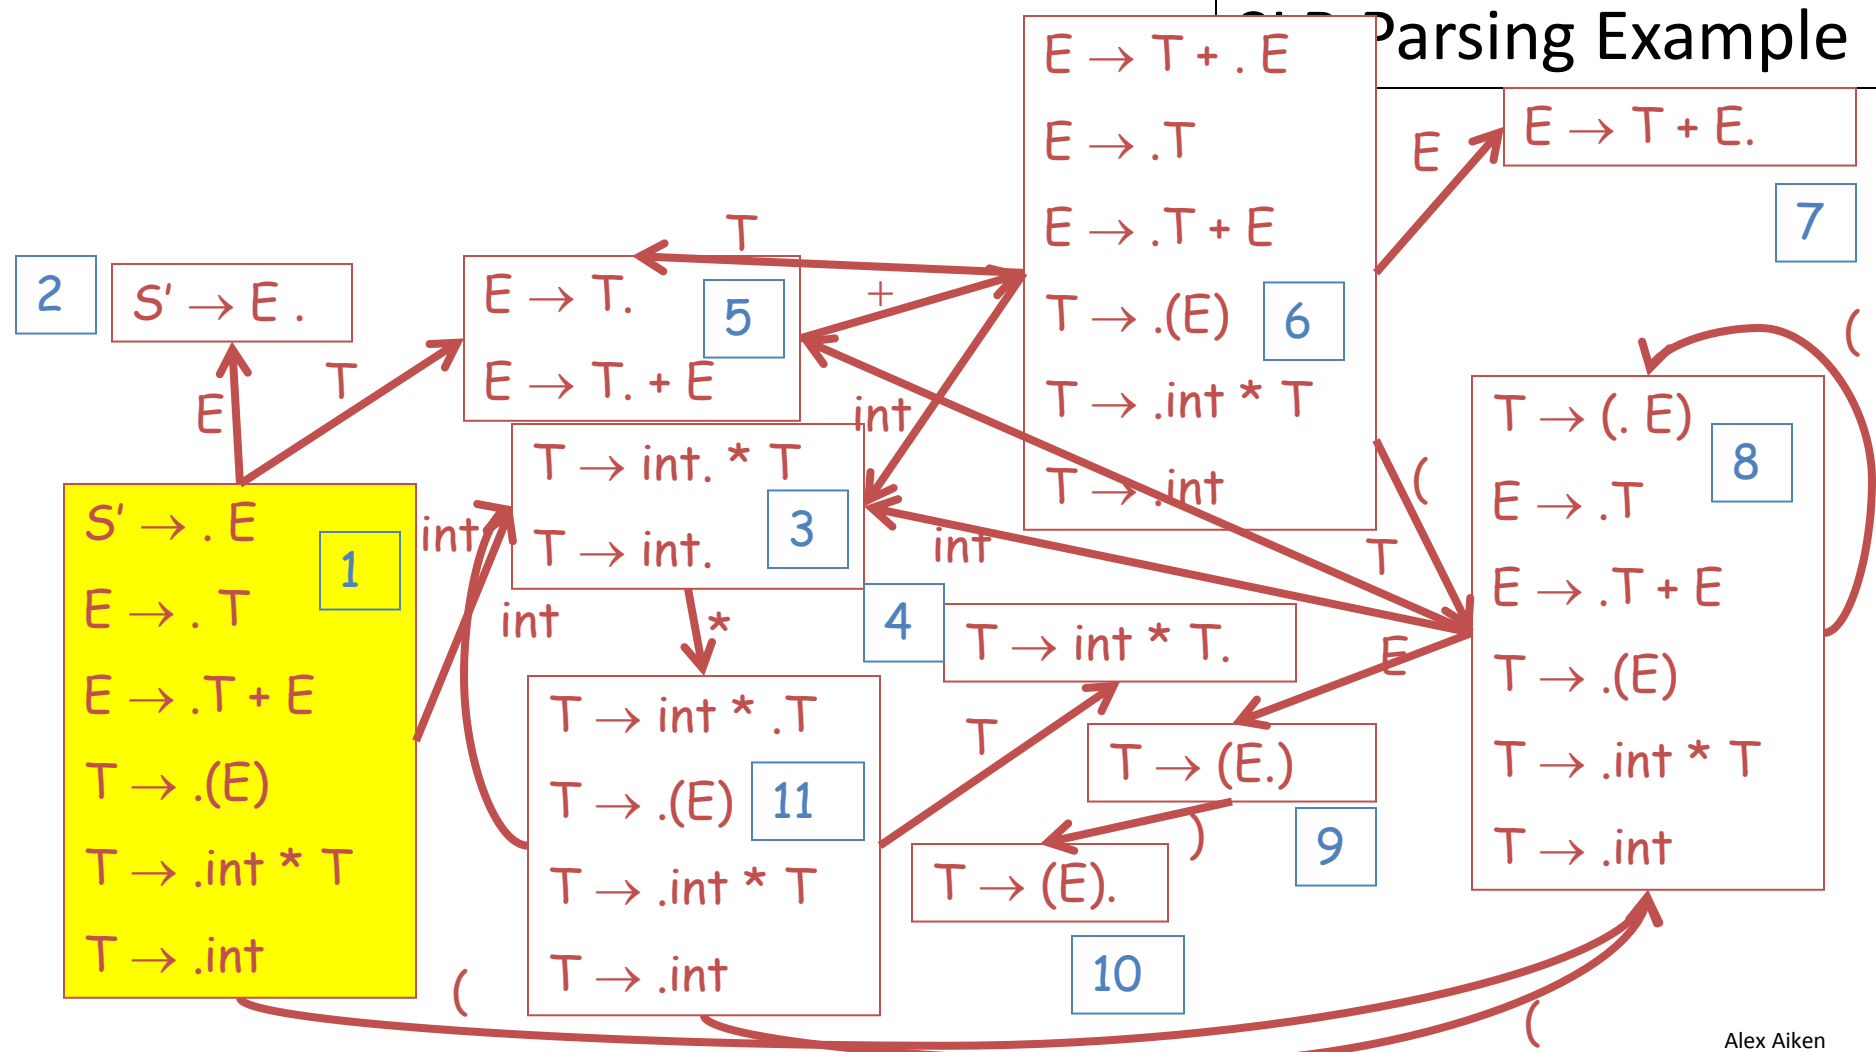 Parsing Example
E → T + . E
E → .T
E → .T + E
T → .(E)
T → .int * T
T → .int
6
E
E → T + E.
7
2
S' → E .
T
E → T.
E → T. + E
5
+
E
T
int
T → int. * T
T → int.
3
int
int
int
*
S' → . E
E → . T
E → .T + E
T → .(E)
T → .int * T
T → .int
1
4
T → int * T.
T
T → int * .T
T → .(E)
T → .int * T
T → .int
11
(
T
E
T → (E.)
9
)
T → (E).
10
(
T → (. E)
E → .T
E → .T + E
T → .(E)
T → .int * T
T → .int
8
(
(
Alex Aiken